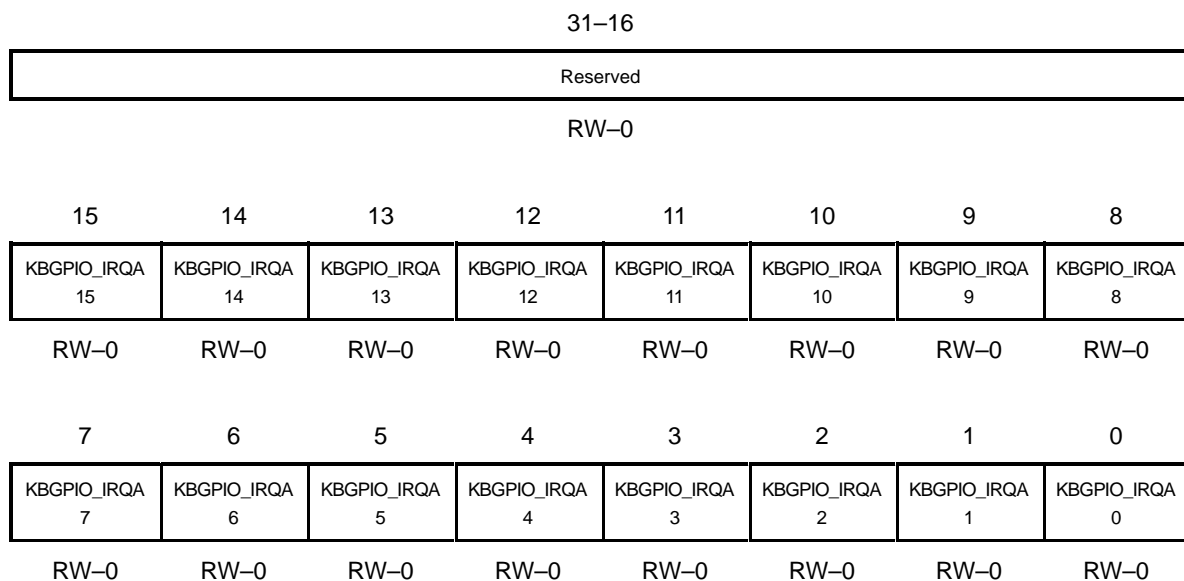 31–16
Reserved
RW–0
15 14 13 12 11 10 9 8
KBGPIO_IRQA KBGPIO_IRQA KBGPIO_IRQA KBGPIO_IRQA KBGPIO_IRQA KBGPIO_IRQA KBGPIO_IRQA KBGPIO_IRQA
15 14 13 12 11 10 9 8
RW–0 RW–0 RW–0 RW–0 RW–0 RW–0 RW–0 RW–0
7 6 5 4 3 2 1 0
KBGPIO_IRQA KBGPIO_IRQA KBGPIO_IRQA KBGPIO_IRQA KBGPIO_IRQA KBGPIO_IRQA KBGPIO_IRQA KBGPIO_IRQA
7 6 5 4 3 2 1 0
RW–0 RW–0 RW–0 RW–0 RW–0 RW–0 RW–0 RW–0